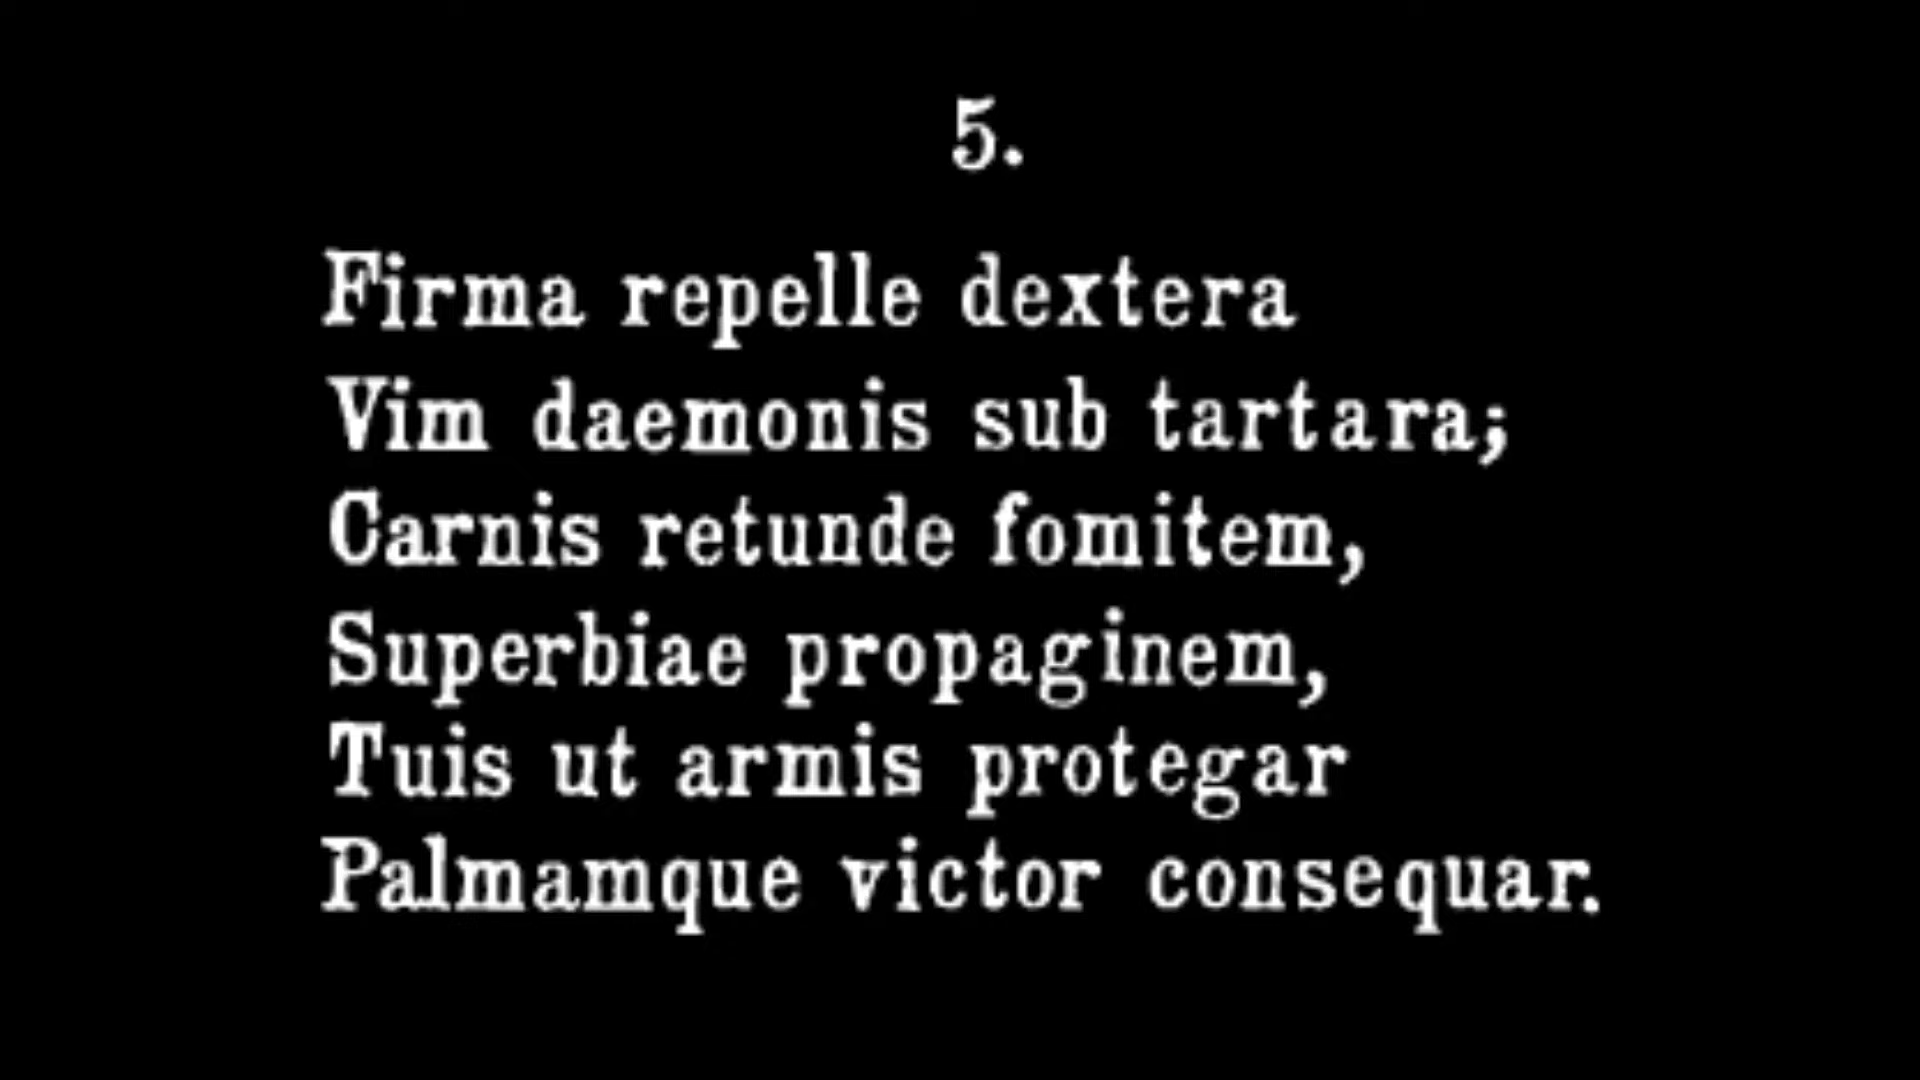 5.
Firma repelle dextera
Vim daemonis sub tartara;
Carnis retunde fomitem,
Superbiae propaginem,
Tuis ut armis protegar
Palmamque victor consequar.